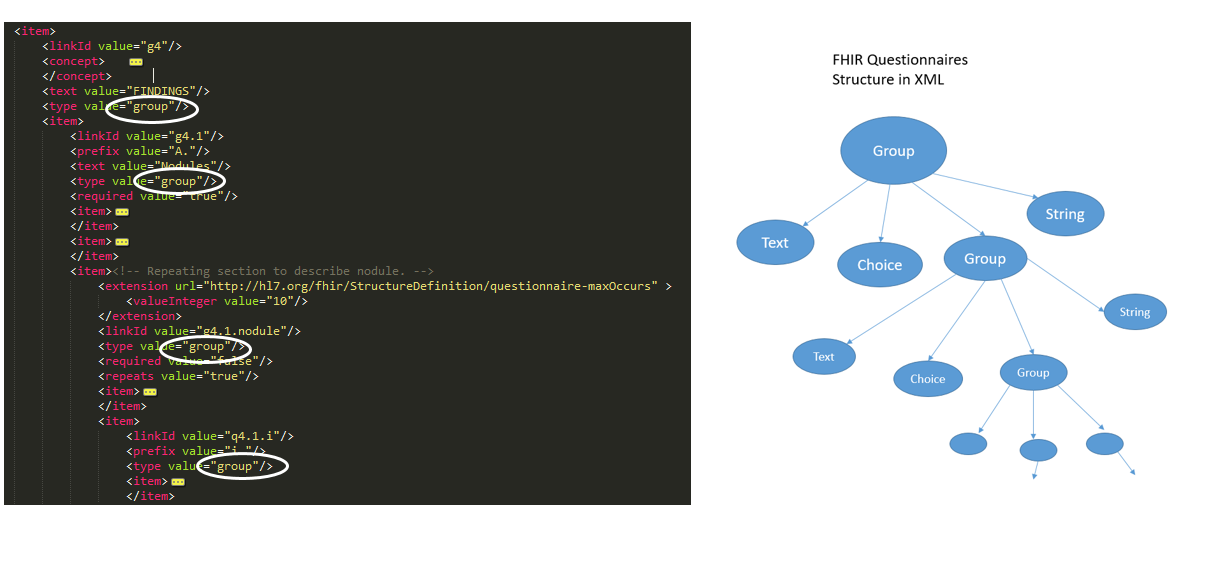 <item>
<linkId value="g4"/>
<concept>
</concept>
<text value="FINDINGS"/>
<type value="group"/>
<item>
<linkId value="g4.1"/>
<prefix value="A."/>
<text value="Nodules"/>
<type value="group"/>
<required value="true"/>
<item>
</item>
<item>
</item>
<item><!-- Repeating section to describe nodule. -->
<extension url="http://hl7.org/fhir/StructureDefinition/questionnaire-maxOccurs" >
<valueInteger value="10"/>
</extension>
<linkId value="g4.1.nodule"/>
<type value="group"/>
<required value="false"/>
<repeats value="true"/>
<item>
</item>
<item>
<linkId value="q4.1.i"/>
<prefix value="i."/>
<type value="group"/>
<item>
</item>
FHIR Questionnaires
Structure in XML
Group
String
Text
Choice
Group
String
Text
Choice
Group